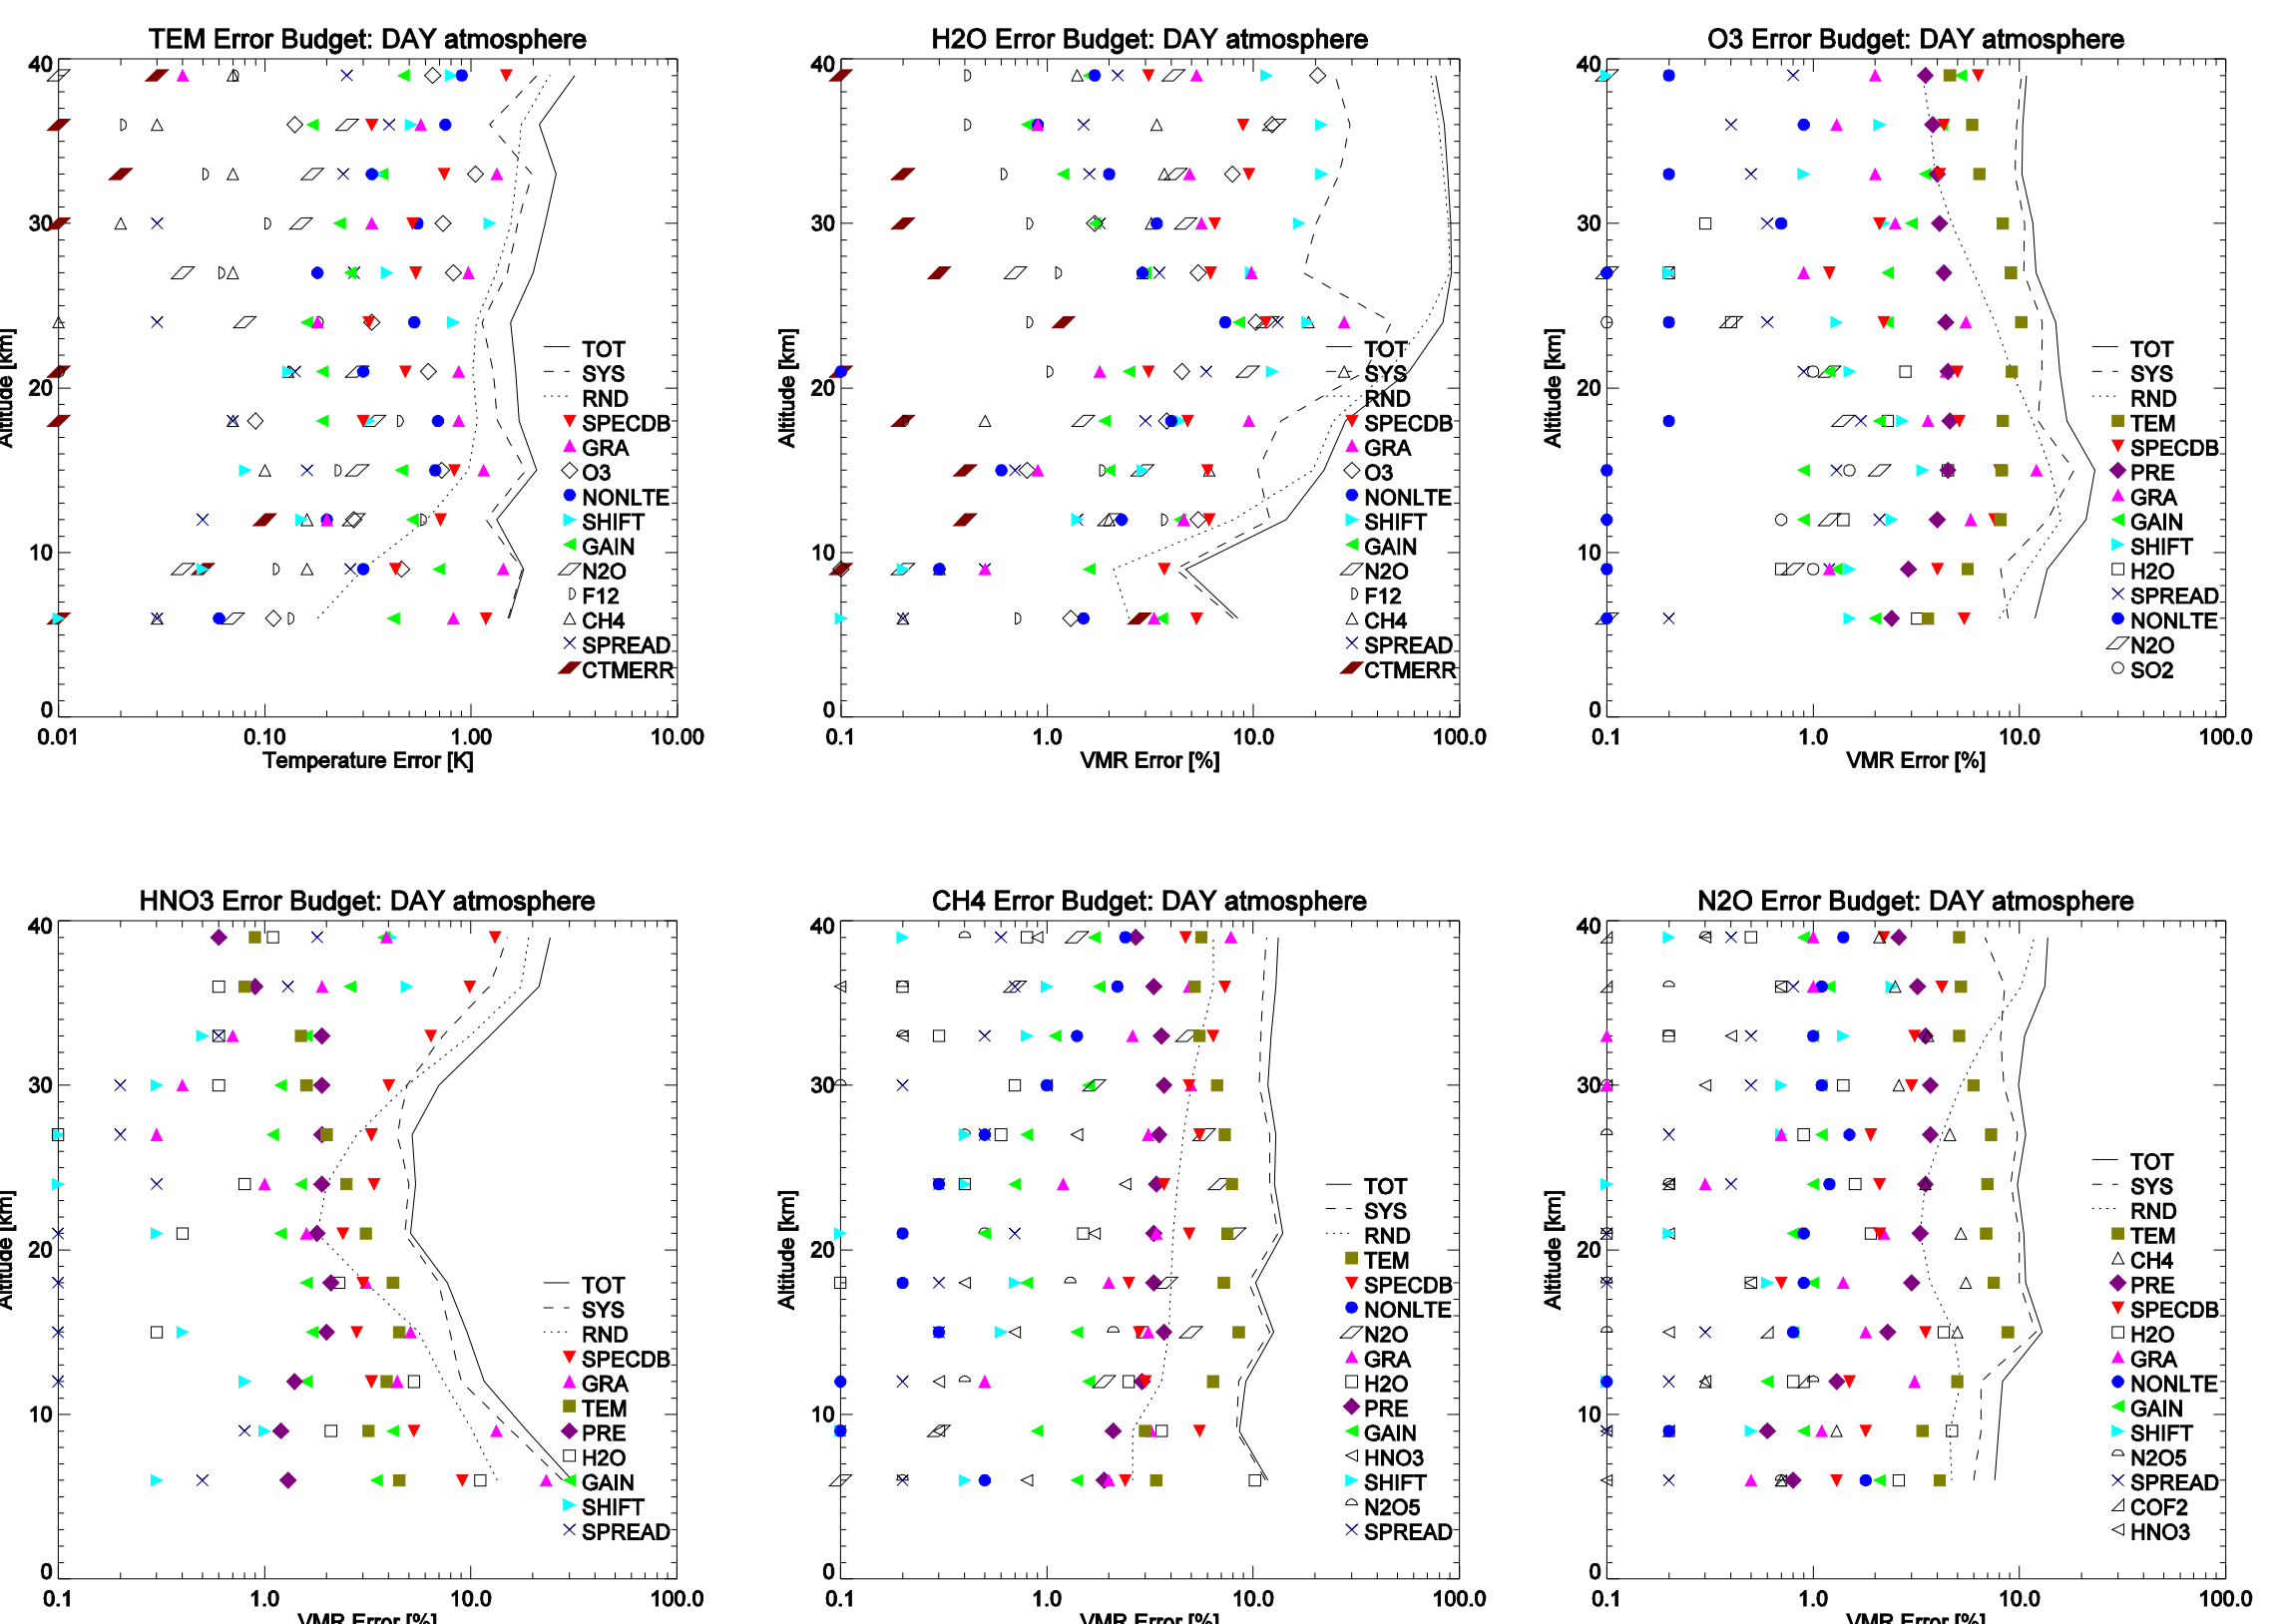 TEM Error Budget: DAY atmosphere
40
30
20
10
0
Altitude [km]
0.01 0.10 1.00 10.00
Temperature Error [K]
TOT
SYS
RND
SPECDB
GRA
O3
NONLTE
SHIFT
GAIN
N2O
F12
CH4
SPREAD
CTMERR
H2O Error Budget: DAY atmosphere
40
30
20
10
0
Altitude [km]
0.1 1.0 10.0 100.0
VMR Error [%]
TOT
SYS
RND
SPECDB
GRA
O3
NONLTE
SHIFT
GAIN
N2O
F12
CH4
SPREAD
CTMERR
O3 Error Budget: DAY atmosphere
40
30
20
10
0
Altitude [km]
0.1 1.0 10.0 100.0
VMR Error [%]
TOT
SYS
RND
TEM
SPECDB
PRE
GRA
GAIN
SHIFT
H2O
SPREAD
NONLTE
N2O
SO2
HNO3 Error Budget: DAY atmosphere
40
30
20
10
0
Altitude [km]
0.1 1.0 10.0 100.0
VMR Error [%]
TOT
SYS
RND
SPECDB
GRA
TEM
PRE
H2O
GAIN
SHIFT
SPREAD
CH4 Error Budget: DAY atmosphere
40
30
20
10
0
Altitude [km]
0.1 1.0 10.0 100.0
VMR Error [%]
TOT
SYS
RND
TEM
SPECDB
NONLTE
N2O
GRA
H2O
PRE
GAIN
HNO3
SHIFT
N2O5
SPREAD
N2O Error Budget: DAY atmosphere
40
30
20
10
0
Altitude [km]
0.1 1.0 10.0 100.0
VMR Error [%]
TOT
SYS
RND
TEM
CH4
PRE
SPECDB
H2O
GRA
NONLTE
GAIN
SHIFT
N2O5
SPREAD
COF2
HNO3